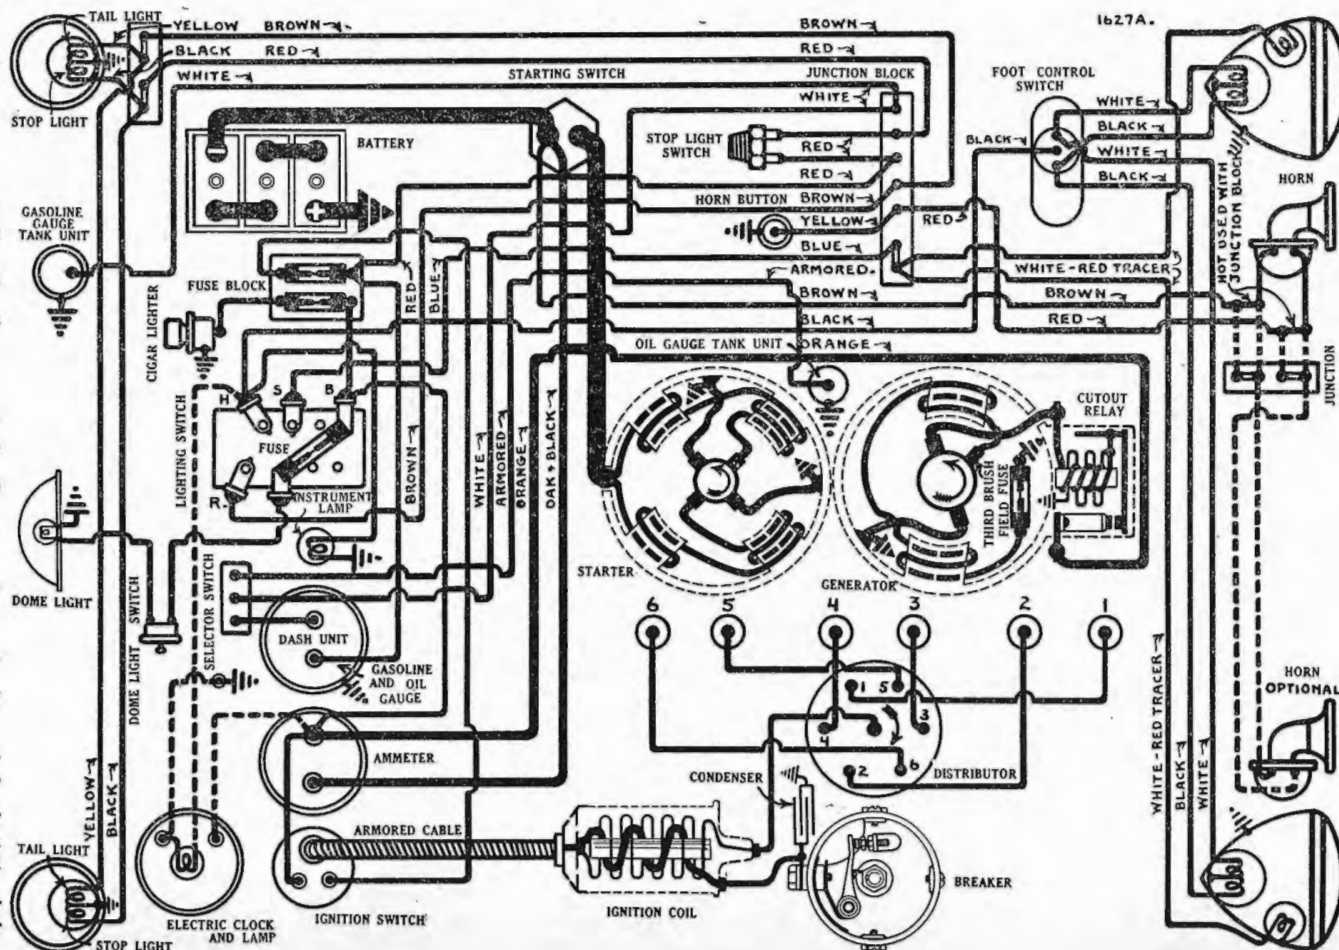 TAIL LIGHT
YELLOW BROWN
BROWN
1627A.
BLACK RED
RED
WHITE
STARTING SWITCH
JUNCTION BLOCK
FOOT CONTROL
SWITCH
WHITE
WHITE
STOP LIGHT
BATTERY
STOP LIGHT
SWITCH
RED
BLACK
BLACK
WHITE
RED
BLACK
HORN
HORN BUTTON BROWN
GASOLINE
GAUGE
TANK UNIT
YELLOW
RED
NOT USED WITH
JUNCTION BLOCK
BLUE
FUSE BLOCK
RED
BLUE
ARMORED.
WHITE-RED TRACER
BROWN
BROWN
CIGAR LIGHTER
BLACK
RED
OIL GAUGE TANK UNIT
ORANGE
JUNCTION
H
S
B
CUTOUT
RELAY
LIGHTING SWITCH
FUSE
R.
INSTRUMENT
LAMP
BROWN
WHITE
ARMORED
ORANGE
OAK & BLACK
THIRD BRUSH
FIELD FUSE
STARTER
GENERATOR
DOME LIGHT
DOME LIGHT SWITCH
SELECTOR SWITCH
6 5 4 3 2 1
DASH UNIT
GASOLINE
AND OIL
GAUGE
HORN
OPTIONAL
1 5
4 3
2 6
DISTRIBUTOR
AMMETER
CONDENSER
WHITE-RED TRACER
BLACK
WHITE
YELLOW
BLACK
ARMORED CABLE
TAIL LIGHT
BREAKER
ELECTRIC CLOCK
AND LAMP
IGNITION SWITCH
IGNITION COIL
STOP LIGHT